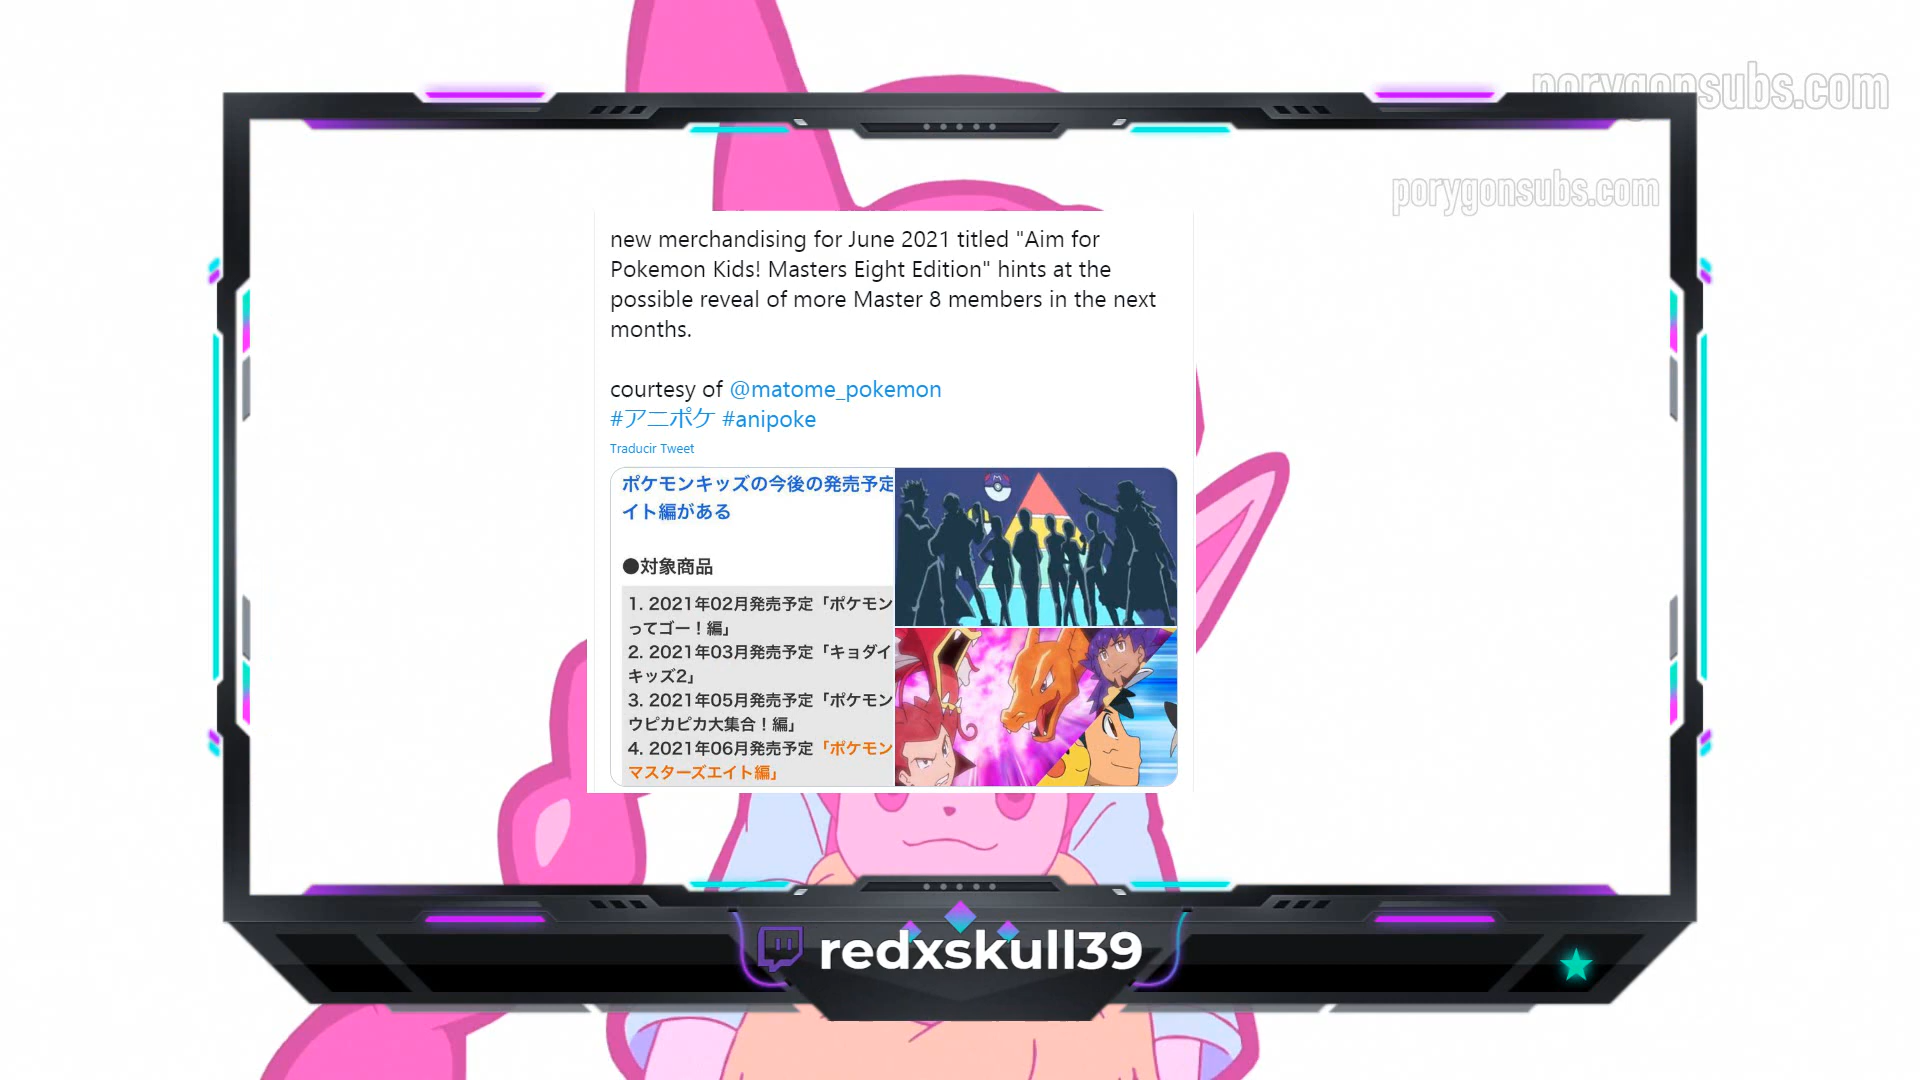 porygonsubs.com
porygonsubs.com
new merchandising for June 2021 titled "Aim for
Pokemon Kids! Masters Eight Edition" hints at the
possible reveal of more Master 8 members in the next
months.
courtesy of @matome_pokemon
#アニポケ #anipoke
Traducir Tweet
ポケモンキッズの今後の発売予定
イト編がある
●対象商品
1. 2021年02月発売予定「ポケモン
ってゴー！編」
2. 2021年03月発売予定「キョダイ
キッズ2」
3. 2021年05月発売予定「ポケモン
ウピカピカ大集合！編」
4. 2021年06月発売予定「ポケモン
マスターズエイト編」
redxskull39